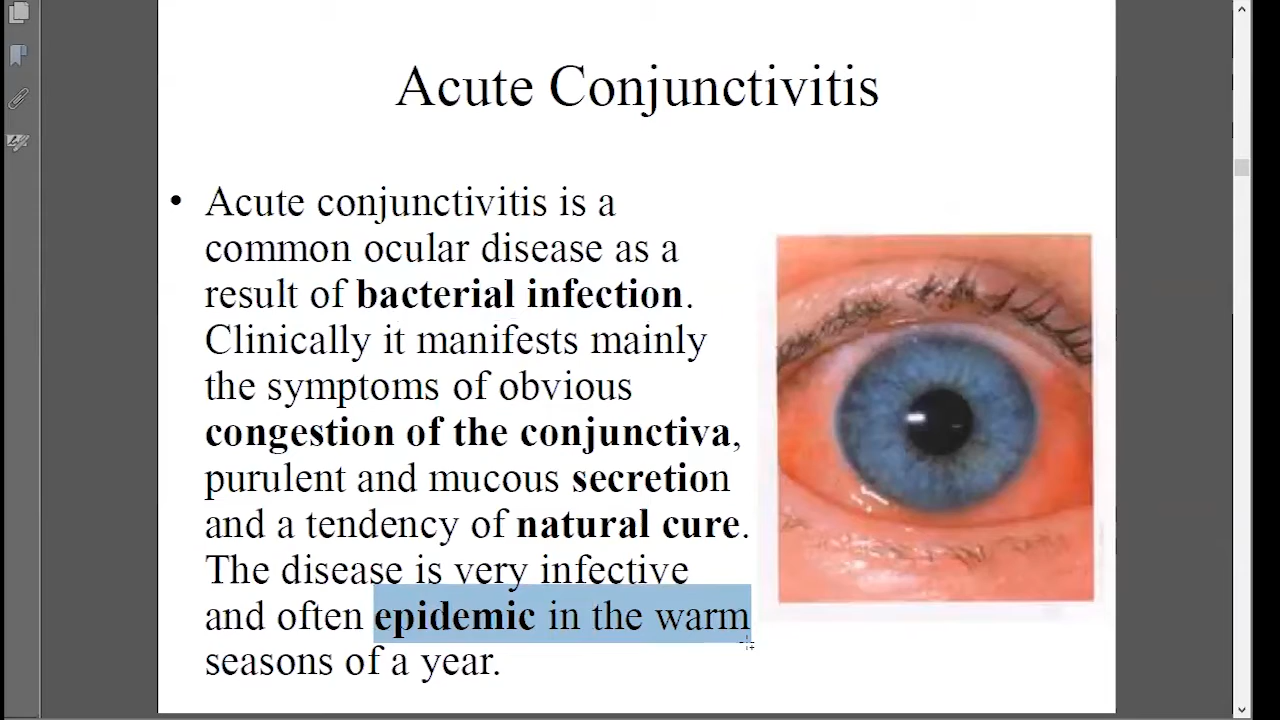 Acute Conjunctivitis
• Acute conjunctivitis is a
common ocular disease as a
result of bacterial infection.
Clinically it manifests mainly
the symptoms of obvious
congestion of the conjunctiva,
purulent and mucous secretion
and a tendency of natural cure.
The disease is very infective
and often epidemic in the warm
seasons of a year.